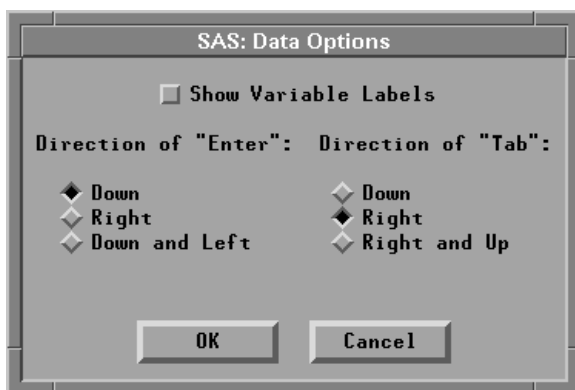 SAS: Data Options
Show Variable Labels
Direction of "Enter": Direction of "Tab":
Down Down
Right Right
Down and Left Right and Up
OK Cancel